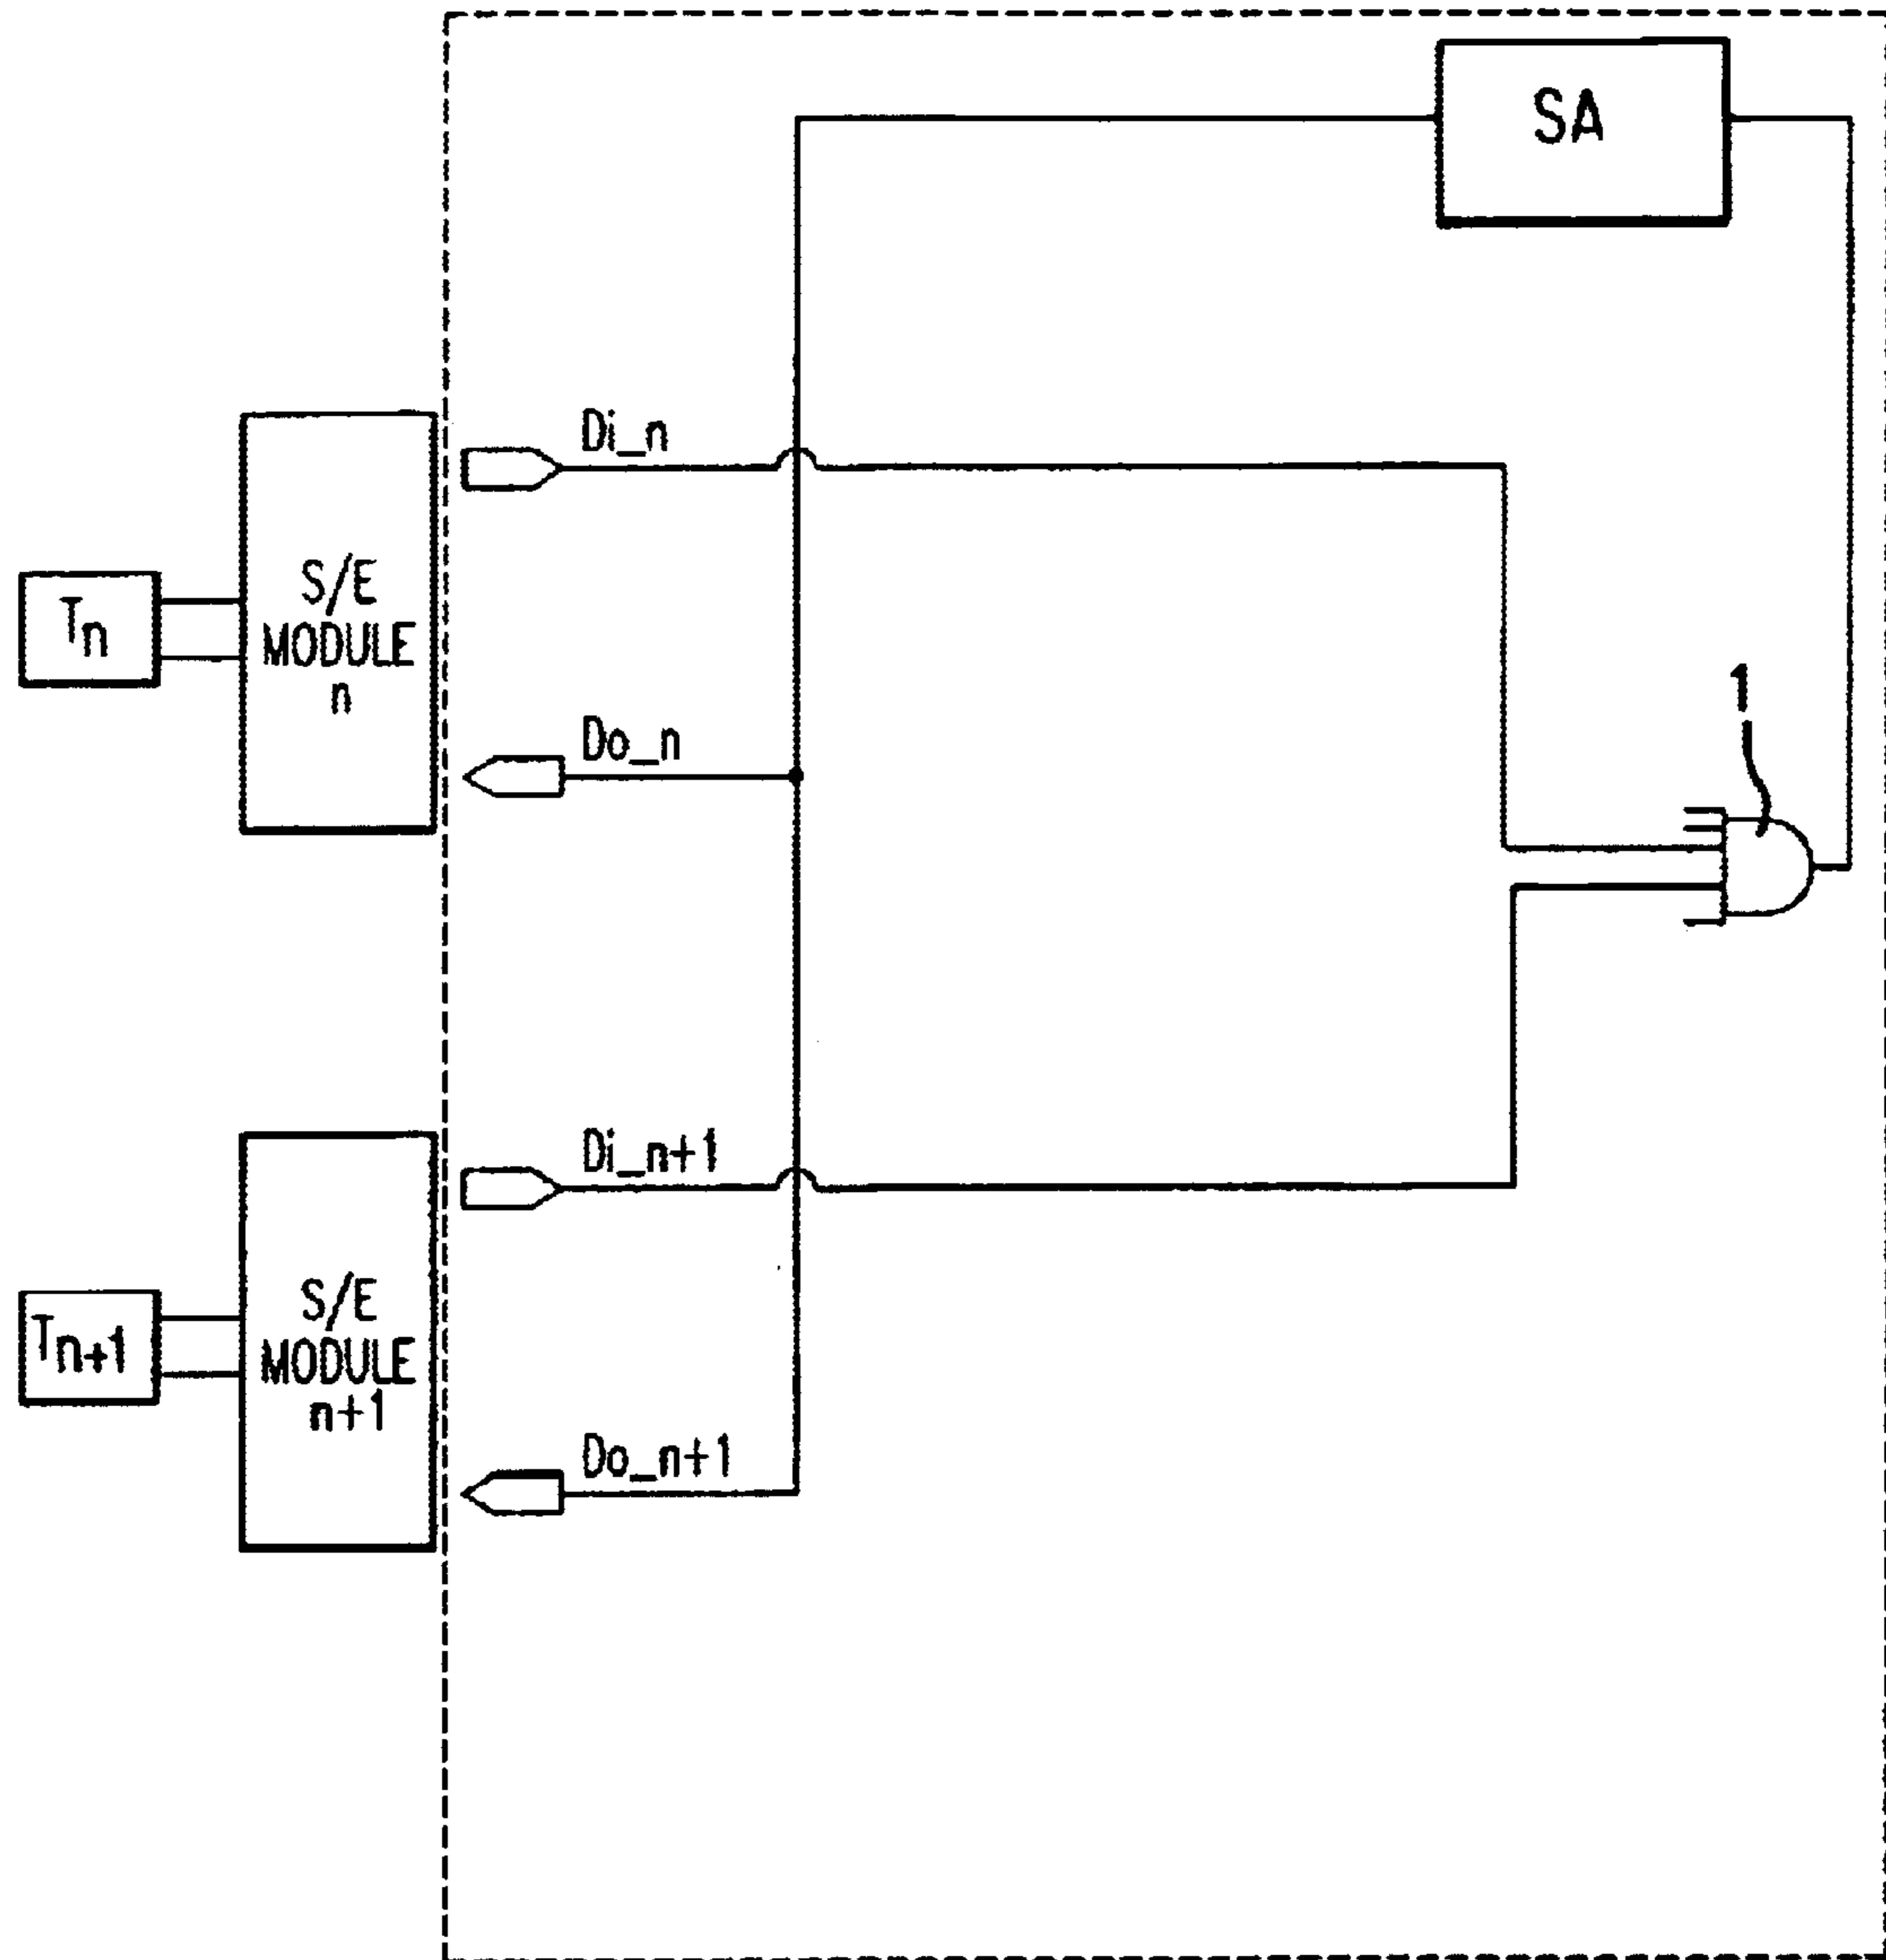 SA
Di_n
S/E
MODULE
n
Tn
Do_n
1
Di_n+1
S/E
MODULE
n+1
Tn+1
Do_n+1